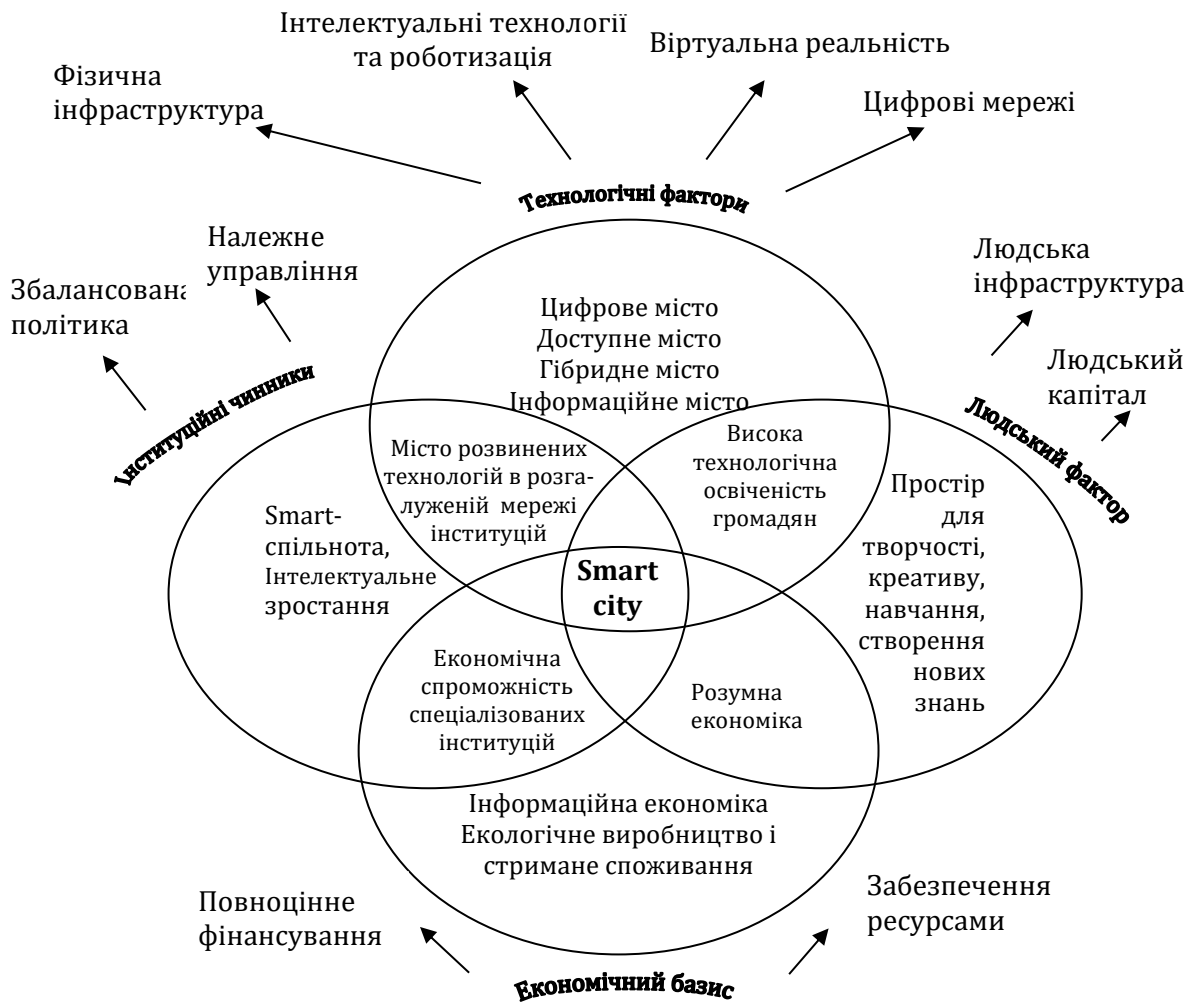 Інтелектуальні технології
та роботизація
Віртуальна реальність
Фізична
інфраструктура
Цифрові мережі
Технологічні фактори
Належне
управління
Збалансована
політика
Інституційні чинники
Людська
інфраструктура
Людський
капітал
Людський фактор
Цифрове місто
Доступне місто
Гібридне місто
Інформаційне місто
Місто розвинених
технологій в розга-
луженій мережі
інституцій
Висока
технологічна
освіченість
громадян
Smart-
спільнота,
Інтелектуальне
зростання
Простір
для
творчості,
креативу,
навчання,
створення
нових
знань
Smart
city
Економічна
спроможність
спеціалізованих
інституцій
Розумна
економіка
Інформаційна економіка
Екологічне виробництво і
стримане споживання
Повноцінне
фінансування
Забезпечення
ресурсами
Економічний базис